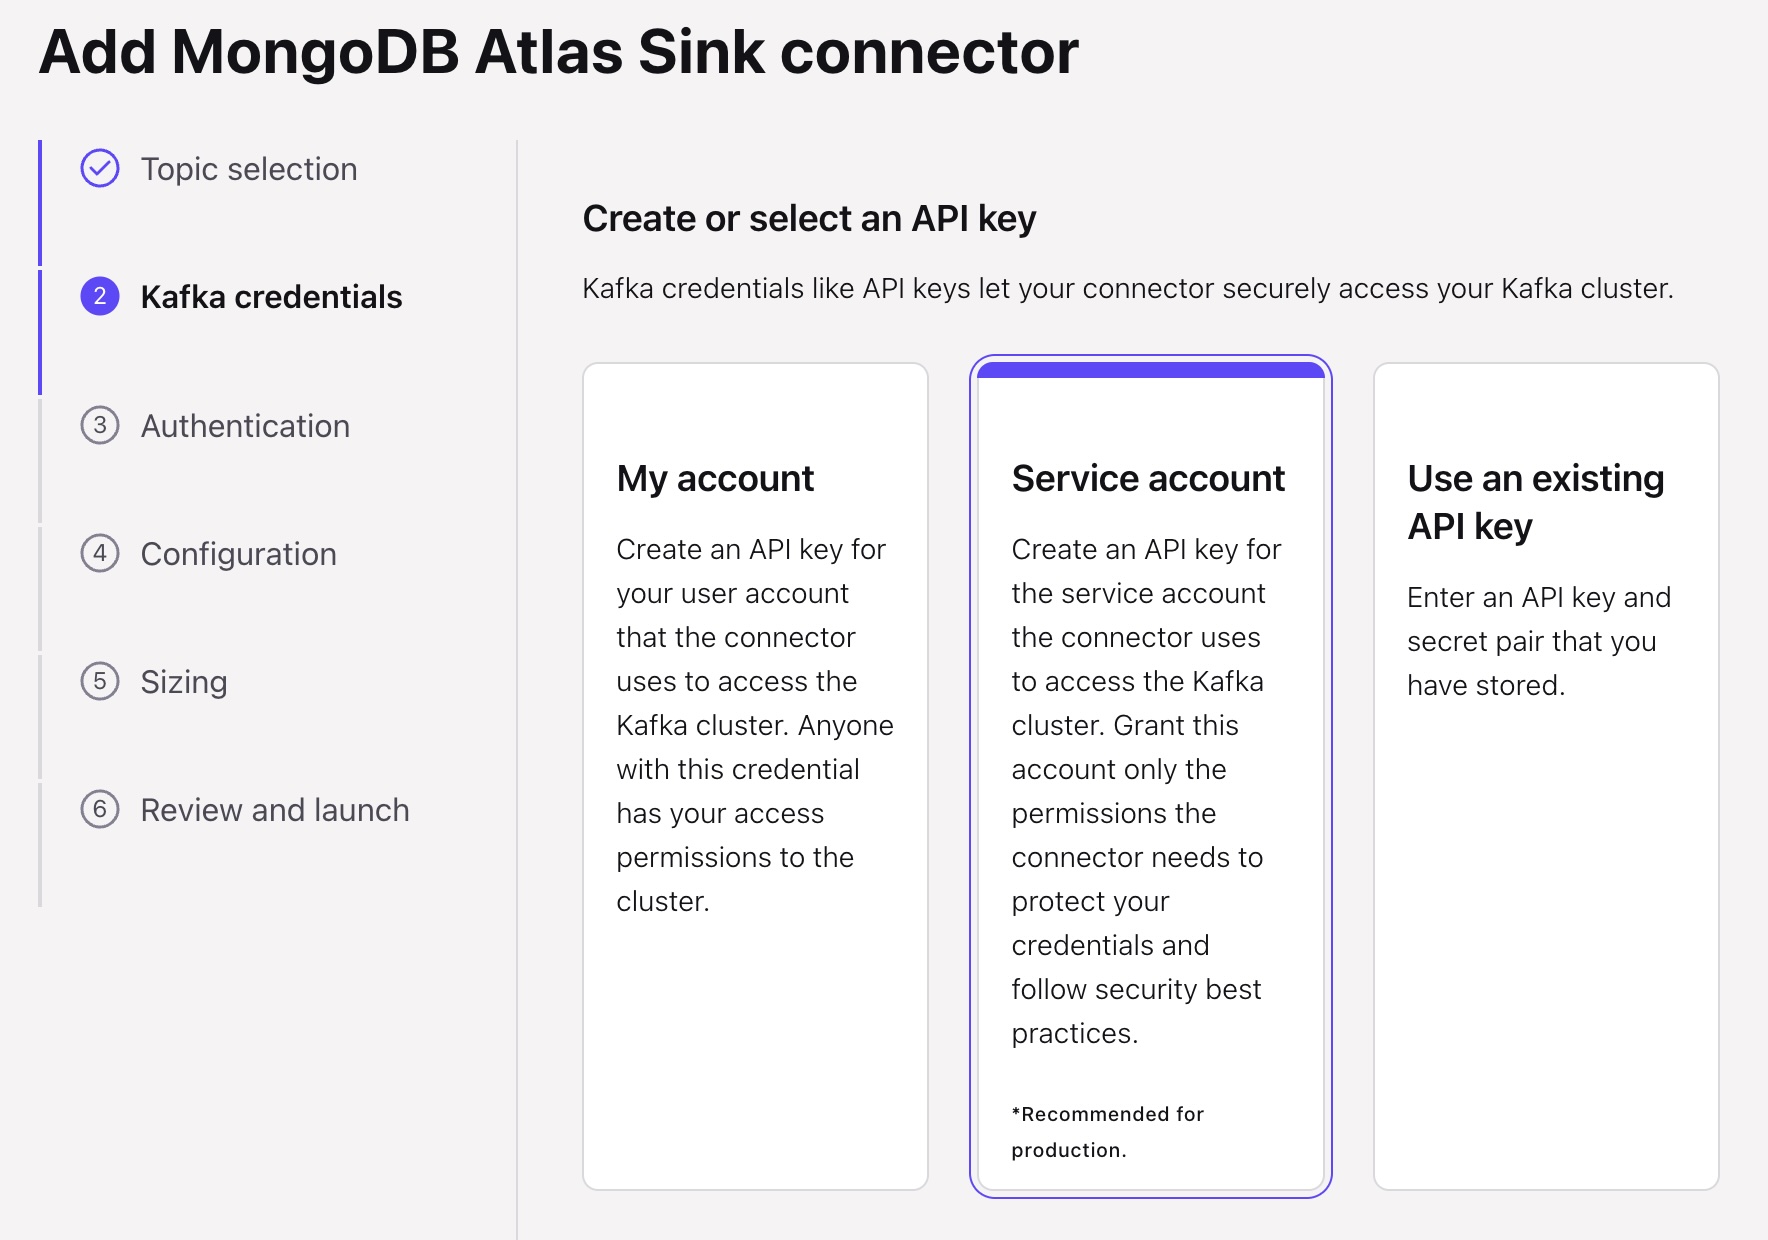 Add MongoDB Atlas Sink connector
Topic selection
2 Kafka credentials
3 Authentication
4 Configuration
5 Sizing
6 Review and launch
Create or select an API key
Kafka credentials like API keys let your connector securely access your Kafka cluster.
My account
Create an API key for
your user account
that the connector
uses to access the
Kafka cluster. Anyone
with this credential
has your access
permissions to the
cluster.
Service account
Create an API key for
the service account
the connector uses
to access the Kafka
cluster. Grant this
account only the
permissions the
connector needs to
protect your
credentials and
follow security best
practices.
*Recommended for
production.
Use an existing
API key
Enter an API key and
secret pair that you
have stored.